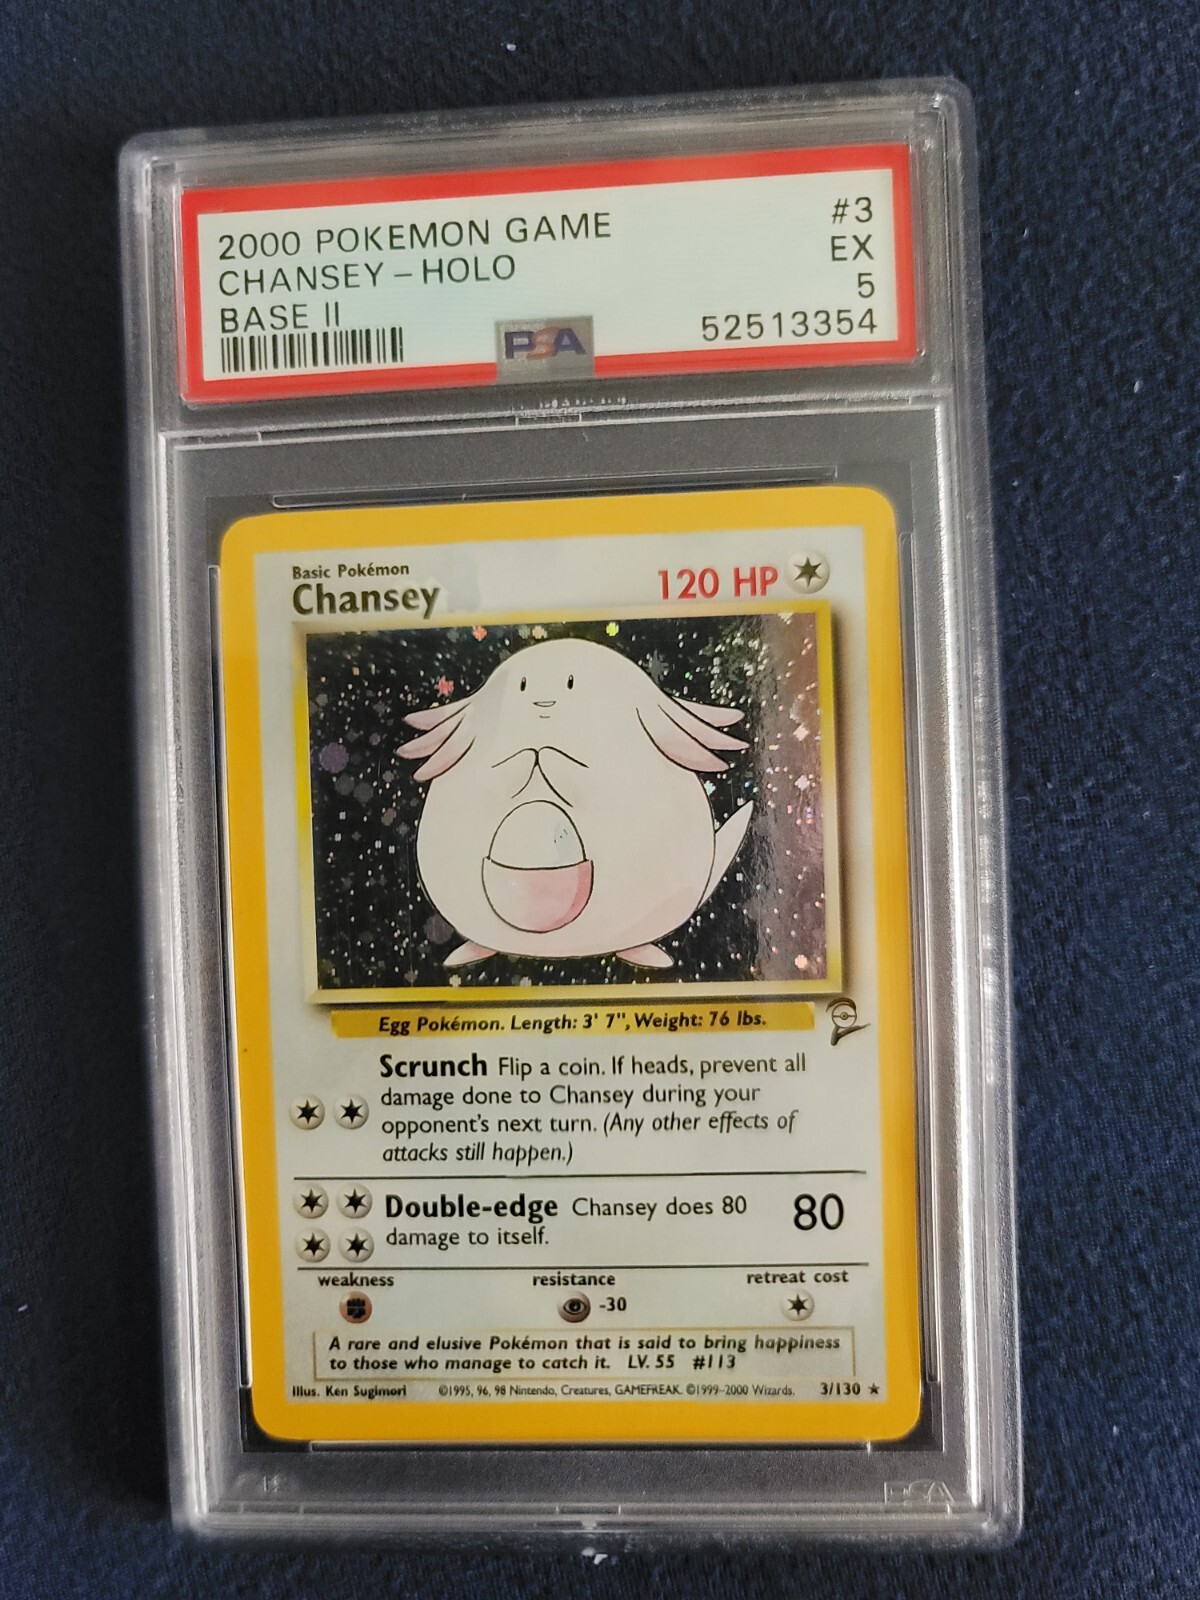 2000 POKEMON GAME #3
CHANSEY – HOLO EX
BASE II 5
PSA 52513354
Basic Pokémon
Chansey 120 HP
Egg Pokémon. Length: 3' 7", Weight: 76 lbs.
Scrunch Flip a coin. If heads, prevent all
damage done to Chansey during your
opponent's next turn. (Any other effects of
attacks still happen.)
Double-edge Chansey does 80 80
damage to itself.
weakness resistance retreat cost
-30
A rare and elusive Pokémon that is said to bring happiness
to those who manage to catch it. LV. 55 #113
Illus. Ken Sugimori ©1995, 96, 98 Nintendo, Creatures, GAMEFREAK. ©1999–2000 Wizards. 3/130 ★
PSA